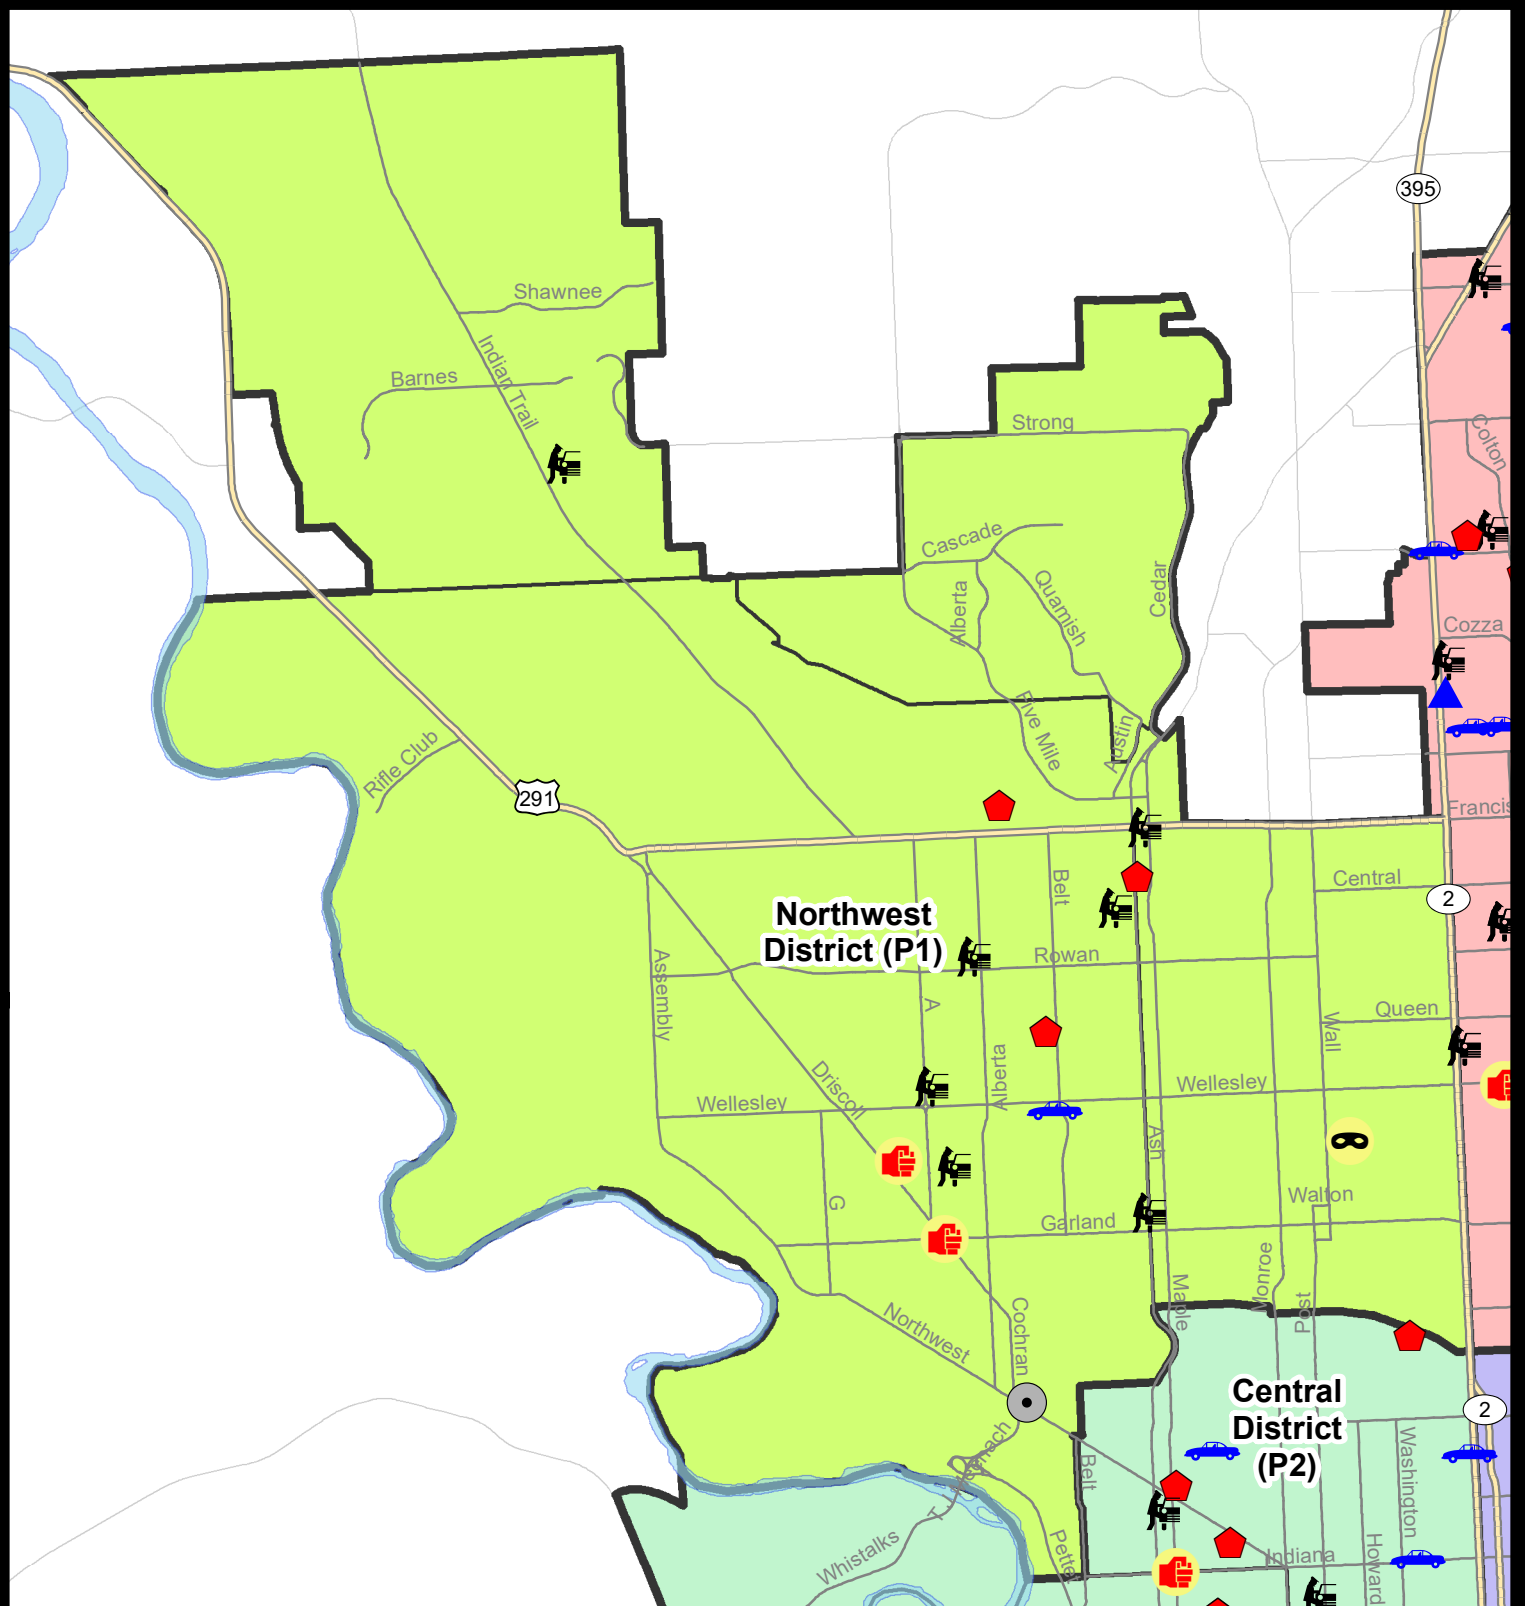 395
Shawnee
Indian Trail
Barnes
Strong
Colton
Cascade
Alberta
Quamish
Cedar
Cozza
Five Mile
Austin
Rifle Club
291
Francis
Belt
Central
2
Northwest
District (P1)
Assembly
Rowan
A
Queen
Wall
Driscoll
Alberta
Wellesley
Wellesley
Ash
G
Garland
Walton
Monroe
Maple
Post
Northwest
Cochran
Central
District
(P2)
2
Belt
Washington
Whistalks
Indiana
Howard